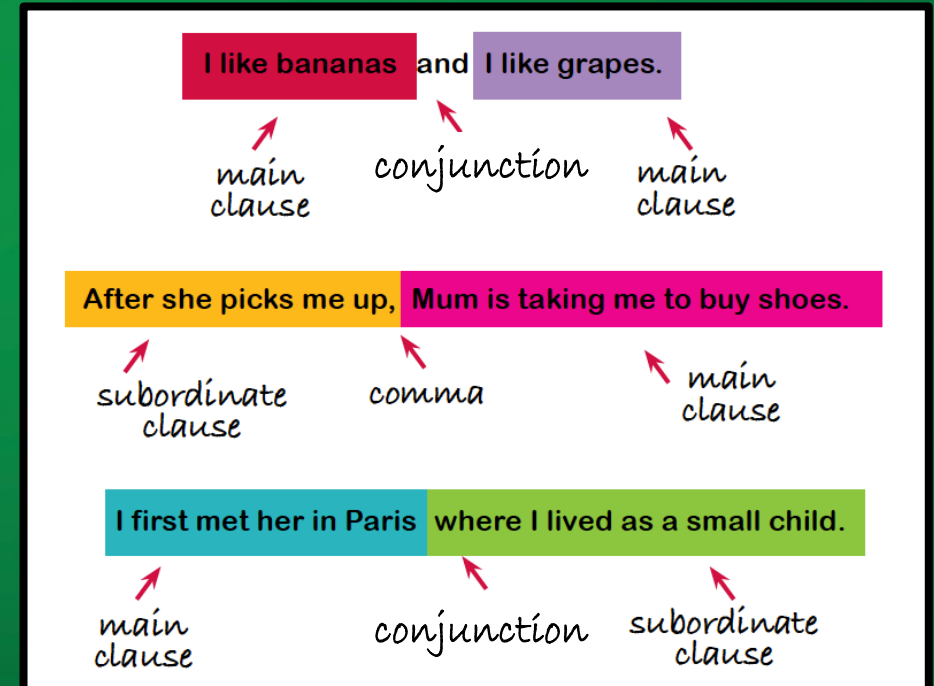 I like bananas and I like grapes.
main clause
conjunction
main clause
After she picks me up, Mum is taking me to buy shoes.
subordinate clause
comma
main clause
I first met her in Paris where I lived as a small child.
main clause
conjunction
subordinate clause